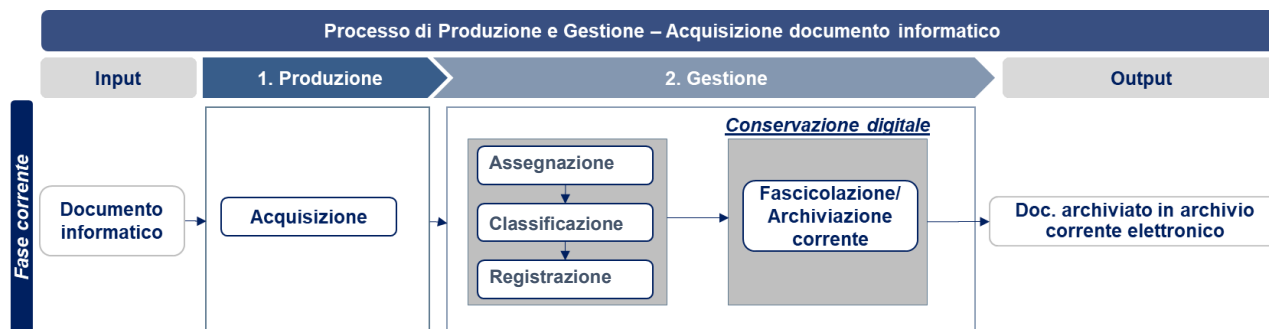 Processo di Produzione e Gestione – Acquisizione documento informatico
Input
1. Produzione
2. Gestione
Output
Fase corrente
Documento
informatico
Acquisizione
Assegnazione
Classificazione
Registrazione
Conservazione digitale
Fascicolazione/
Archiviazione
corrente
Doc. archiviato in archivio
corrente elettronico